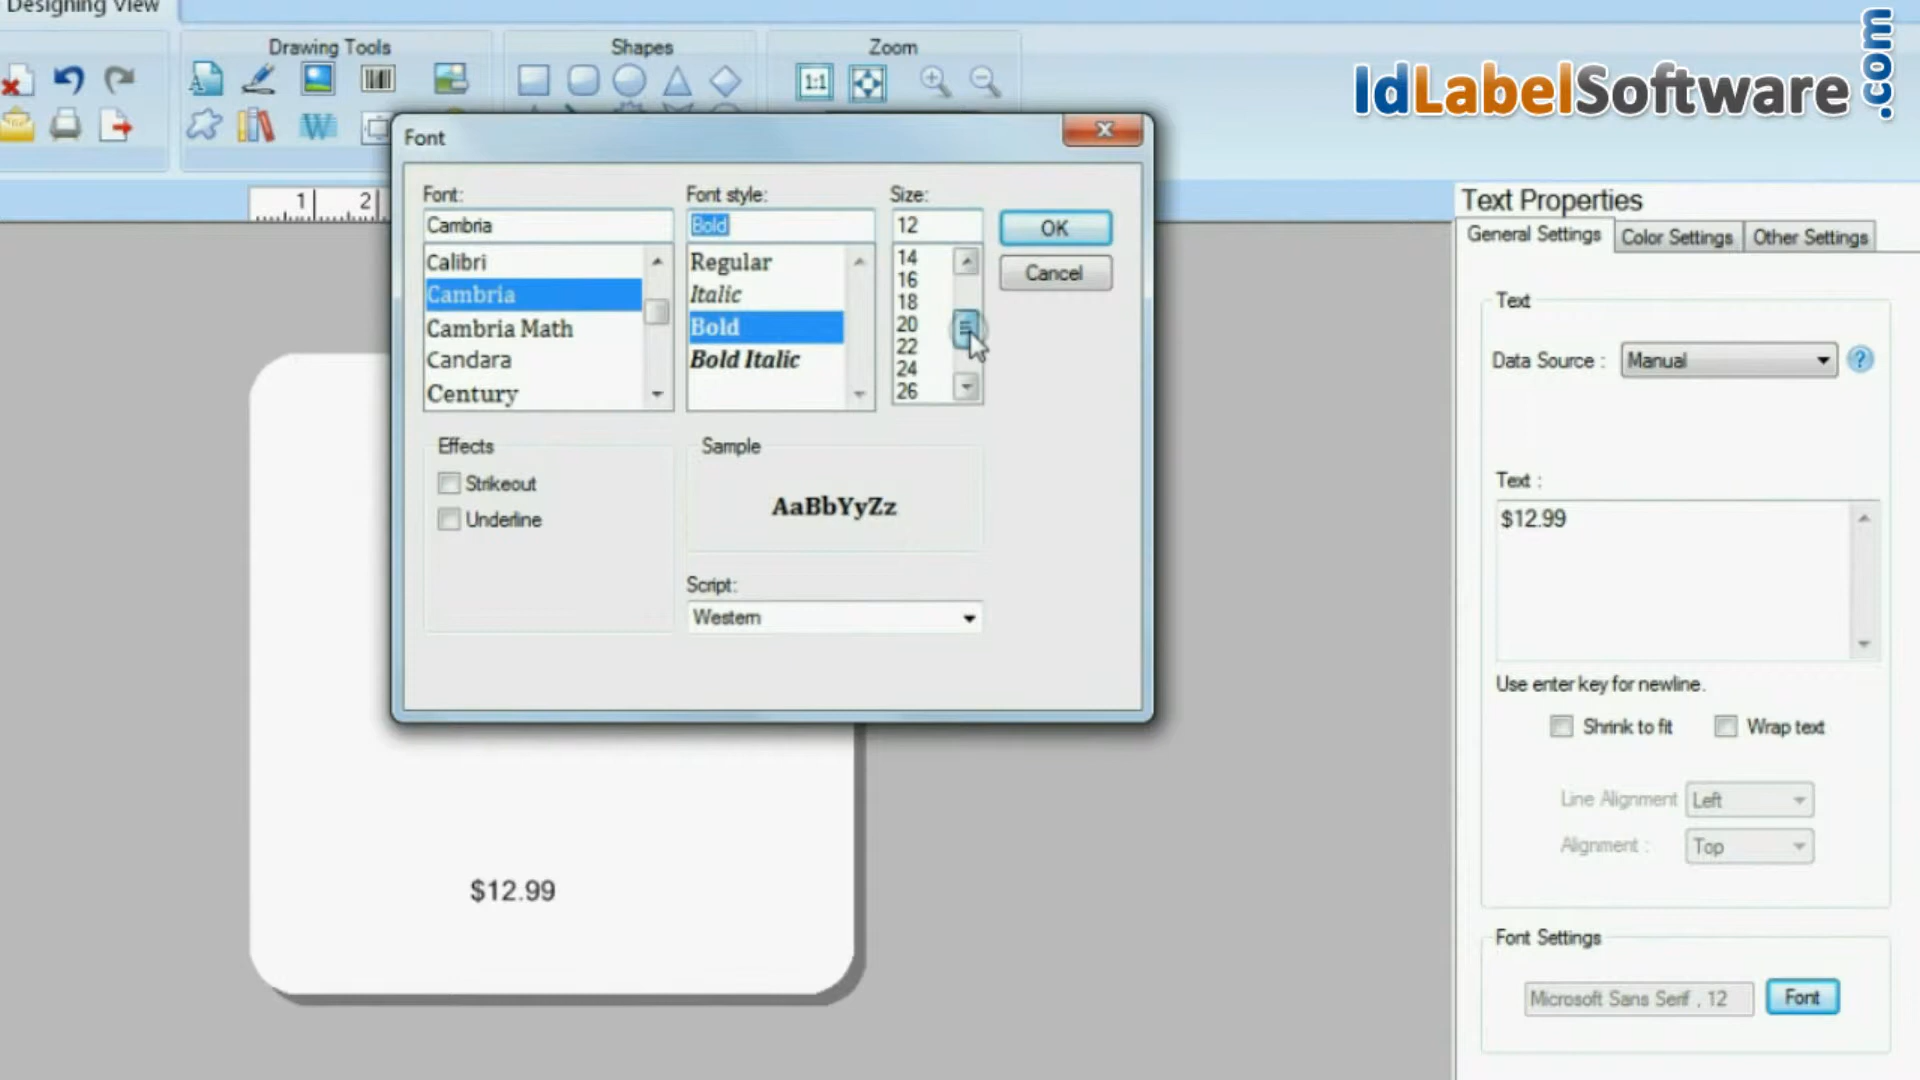 Designing View
Drawing Tools
Shapes
Zoom
1:1
W
IdLabelSoftware.com
1 2
Font
Font:
Font style:
Size:
Cambria
Bold
12
OK
Cancel
Calibri
Cambria
Cambria Math
Candara
Century
Regular
Italic
Bold
Bold Italic
14
16
18
20
22
24
26
Effects
Strikeout
Underline
Sample
AaBbYyZz
Script:
Western
$12.99
Text Properties
General Settings
Color Settings
Other Settings
Text
Data Source :
Manual
?
Text :
$12.99
Use enter key for newline.
Shrink to fit
Wrap text
Line Alignment
Left
Alignment :
Top
Font Settings
Microsoft Sans Serif , 12
Font